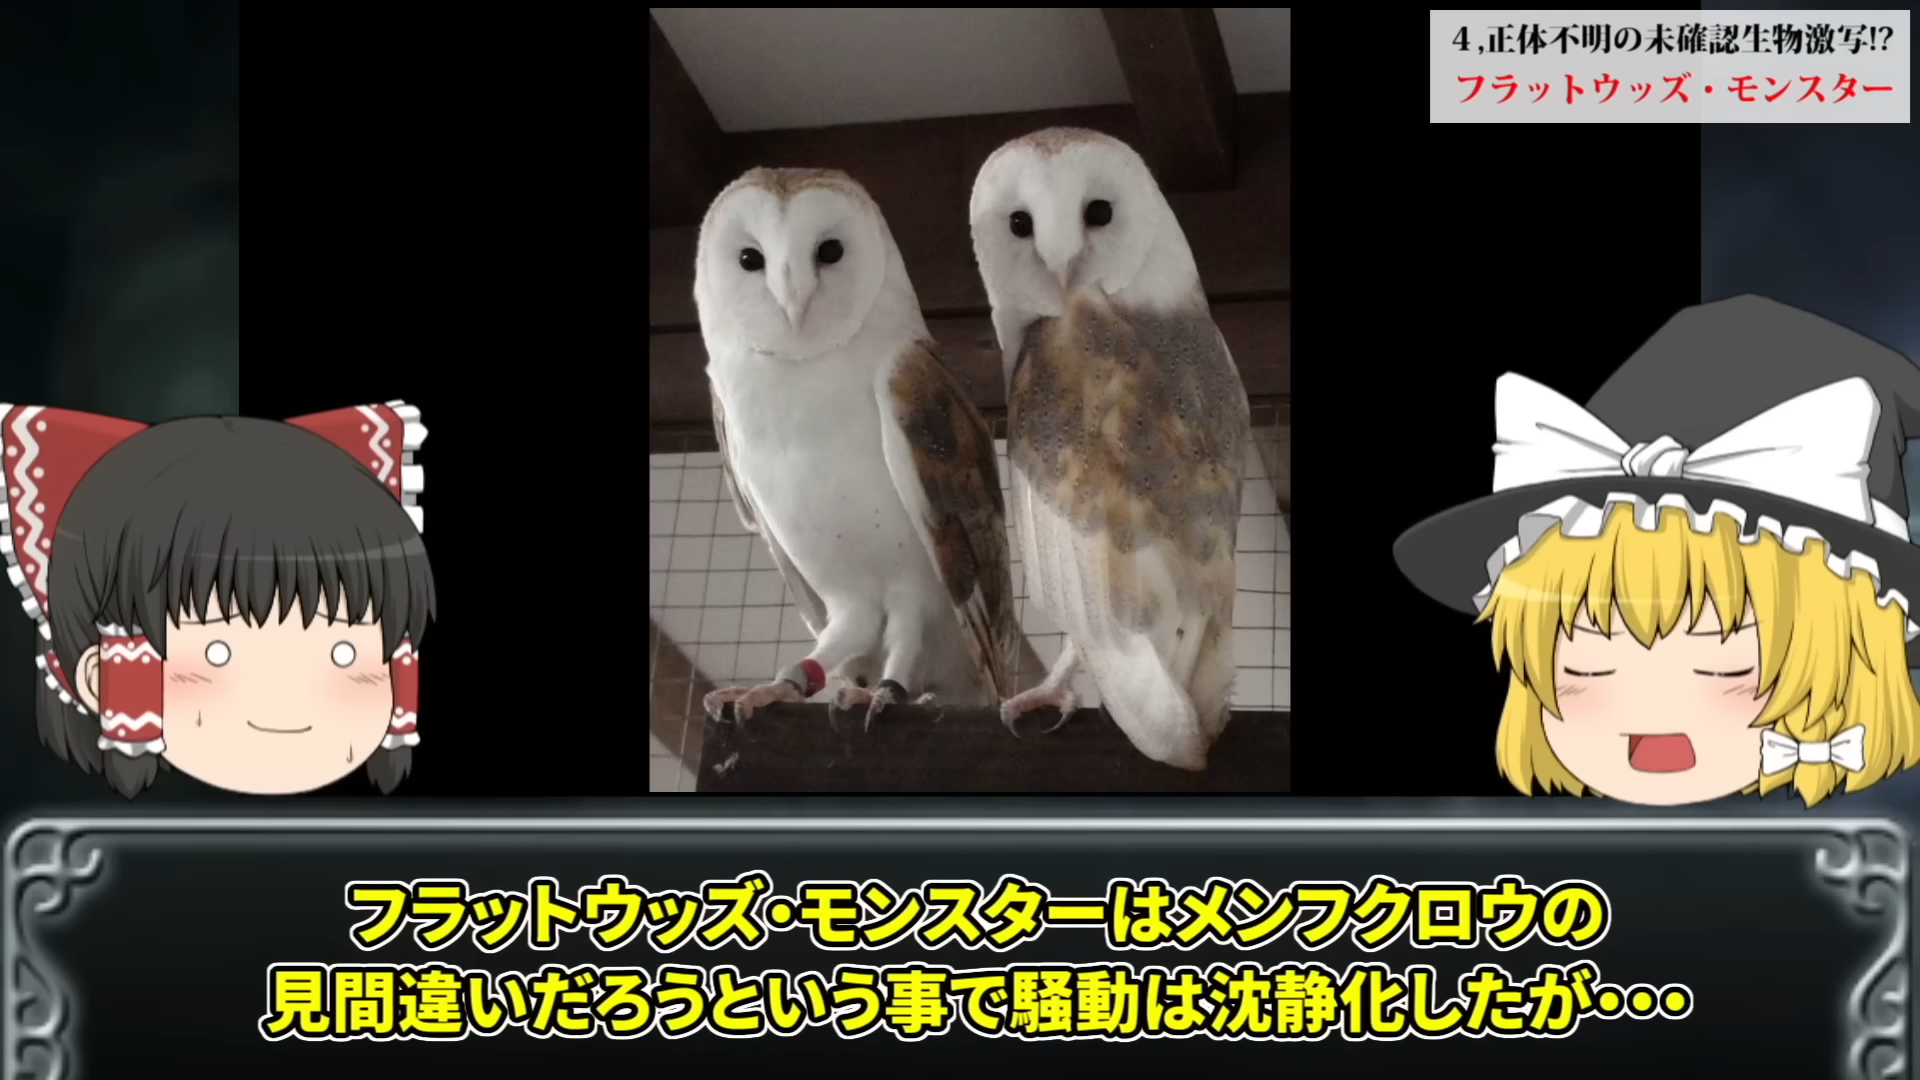 4,正体不明の未確認生物激写!?
フラットウッズ・モンスター
フラットウッズ・モンスターはメンフクロウの
見間違いだろうという事で騒動は沈静化したが・・・